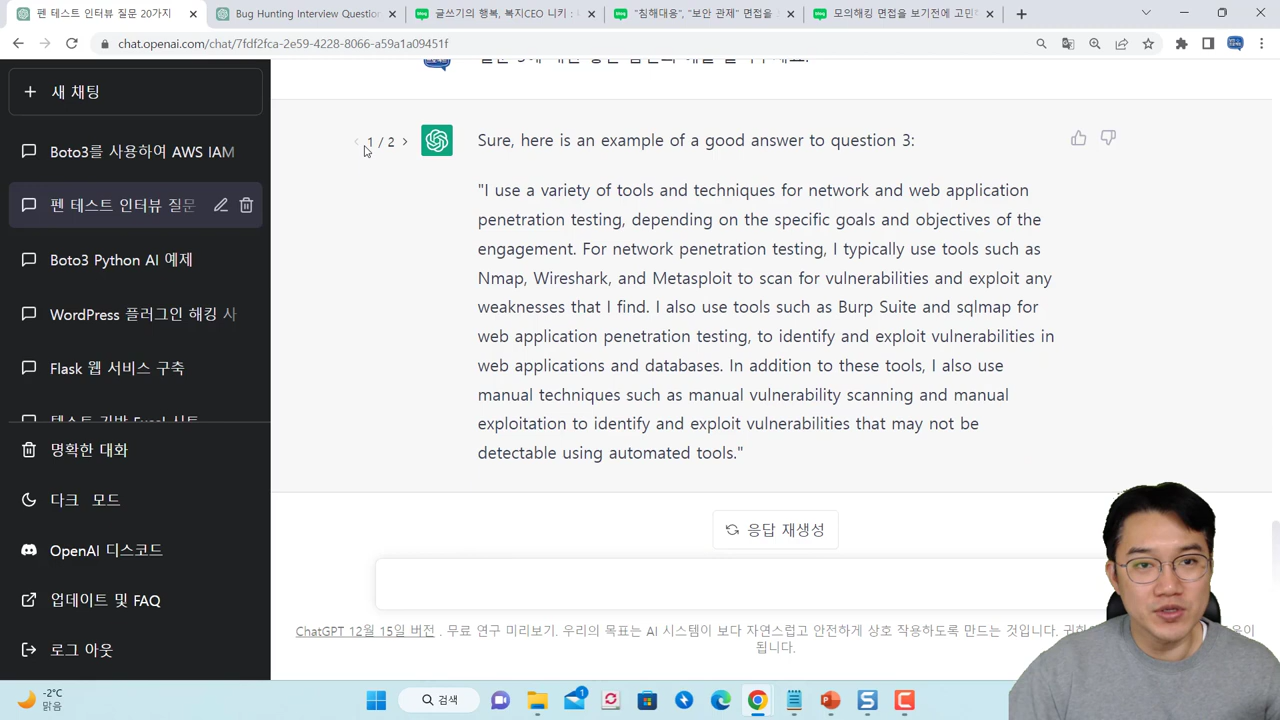 펜 테스트 인터뷰 질문 20가지
Bug Hunting Interview Question
글쓰기의 행복, 복지CEO 나키 :
"침해대응", "보안
모의해킹 면접을 보기전에 고민
chat.openai.com/chat/7fdf2fca-2e59-4228-8066-a59a1a09451f
새 채팅
Boto3를 사용하여 AWS IAM
펜 테스트 인터뷰 질문
Boto3 Python AI 예제
WordPress 플러그인 해킹 사
Flask 웹 서비스 구축
명확한 대화
다크 모드
OpenAI 디스코드
업데이트 및 FAQ
로그 아웃
1 / 2
Sure, here is an example of a good answer to question 3:
"I use a variety of tools and techniques for network and web application
penetration testing, depending on the specific goals and objectives of the
engagement. For network penetration testing, I typically use tools such as
Nmap, Wireshark, and Metasploit to scan for vulnerabilities and exploit any
weaknesses that I find. I also use tools such as Burp Suite and sqlmap for
web application penetration testing, to identify and exploit vulnerabilities in
web applications and databases. In addition to these tools, I also use
manual techniques such as manual vulnerability scanning and manual
exploitation to identify and exploit vulnerabilities that may not be
detectable using automated tools."
응답 재생성
ChatGPT 12월 15일 버전 . 무료 연구 미리보기. 우리의 목표는 AI 시스템이 보다 자연스럽고 안전하게 상호 작용하도록 만드는 것입니다.
됩니다.
-2°C
맑음
검색
1